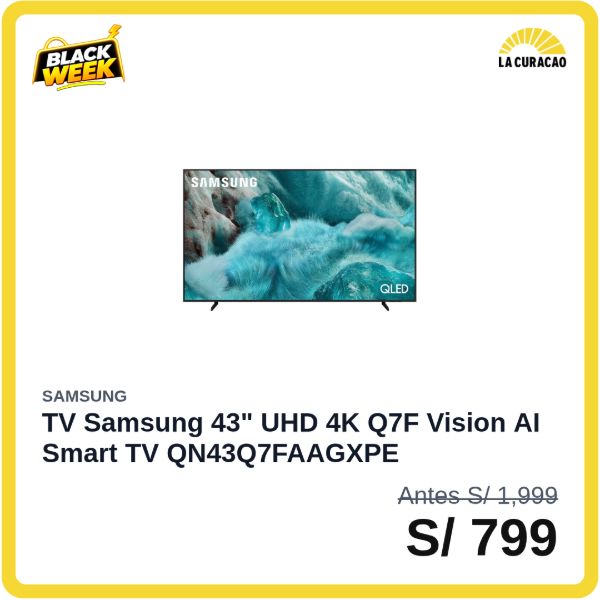 BLACK
WEEK
LA CURACAO
SAMSUNG
QLED
SAMSUNG
TV Samsung 43" UHD 4K Q7F Vision AI
Smart TV QN43Q7FAAGXPE
Antes S/ 1,999
S/ 799